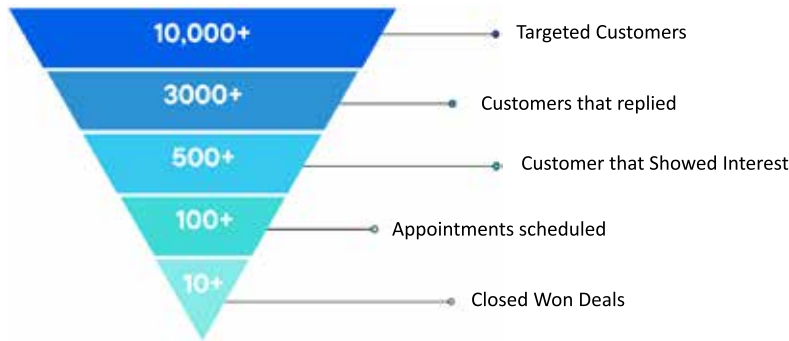 10,000+
Targeted Customers
3000+
Customers that replied
500+
Customer that Showed Interest
100+
Appointments scheduled
10+
Closed Won Deals